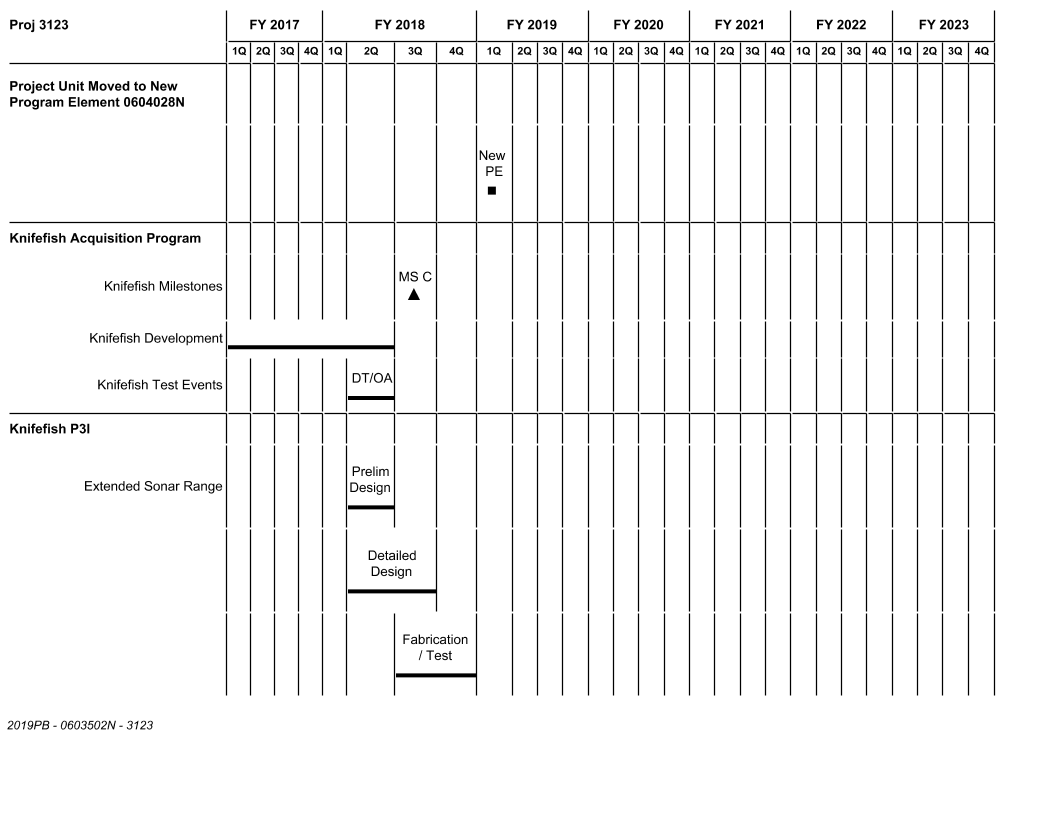 Proj 3123 FY 2017 FY 2018 FY 2019 FY 2020 FY 2021 FY 2022 FY 2023
1Q 2Q 3Q 4Q 1Q 2Q 3Q 4Q 1Q 2Q 3Q 4Q 1Q 2Q 3Q 4Q 1Q 2Q 3Q 4Q 1Q 2Q 3Q 4Q 1Q 2Q 3Q 4Q
Project Unit Moved to New
Program Element 0604028N
New
PE
Knifefish Acquisition Program
Knifefish Milestones
MS C
Knifefish Development
Knifefish Test Events
DT/OA
Knifefish P3I
Extended Sonar Range
Prelim
Design
Detailed
Design
Fabrication
/ Test
2019PB - 0603502N - 3123